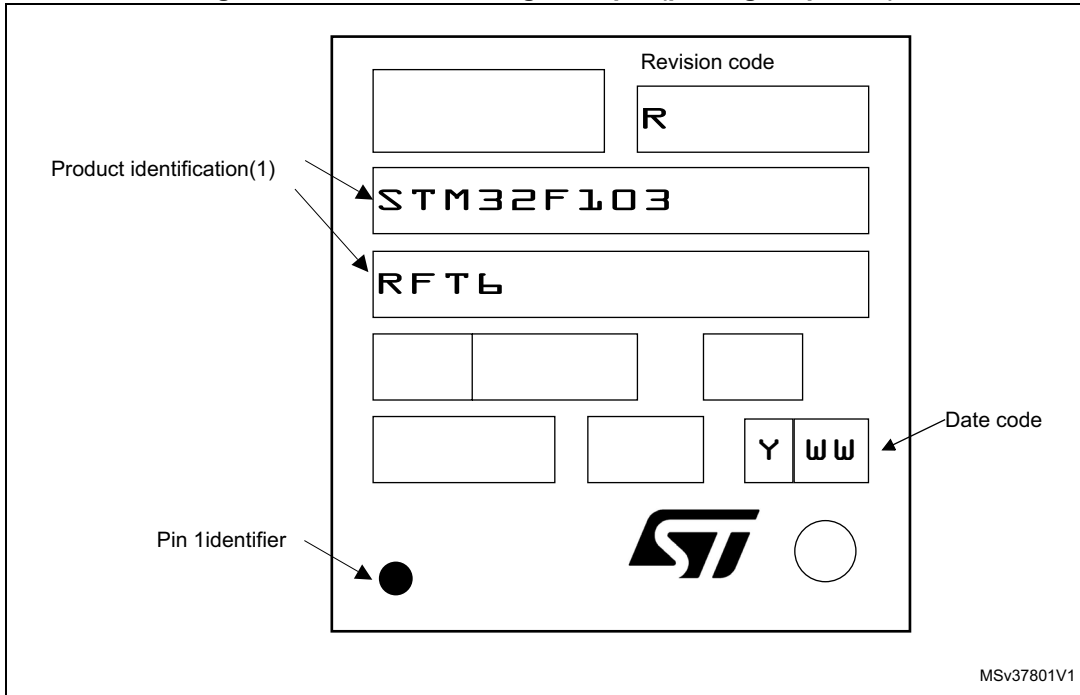 Revision code
R
Product identification(1)
STM32F103
RFT6
Y WW
Date code
Pin 1identifier
ST
MSv37801V1